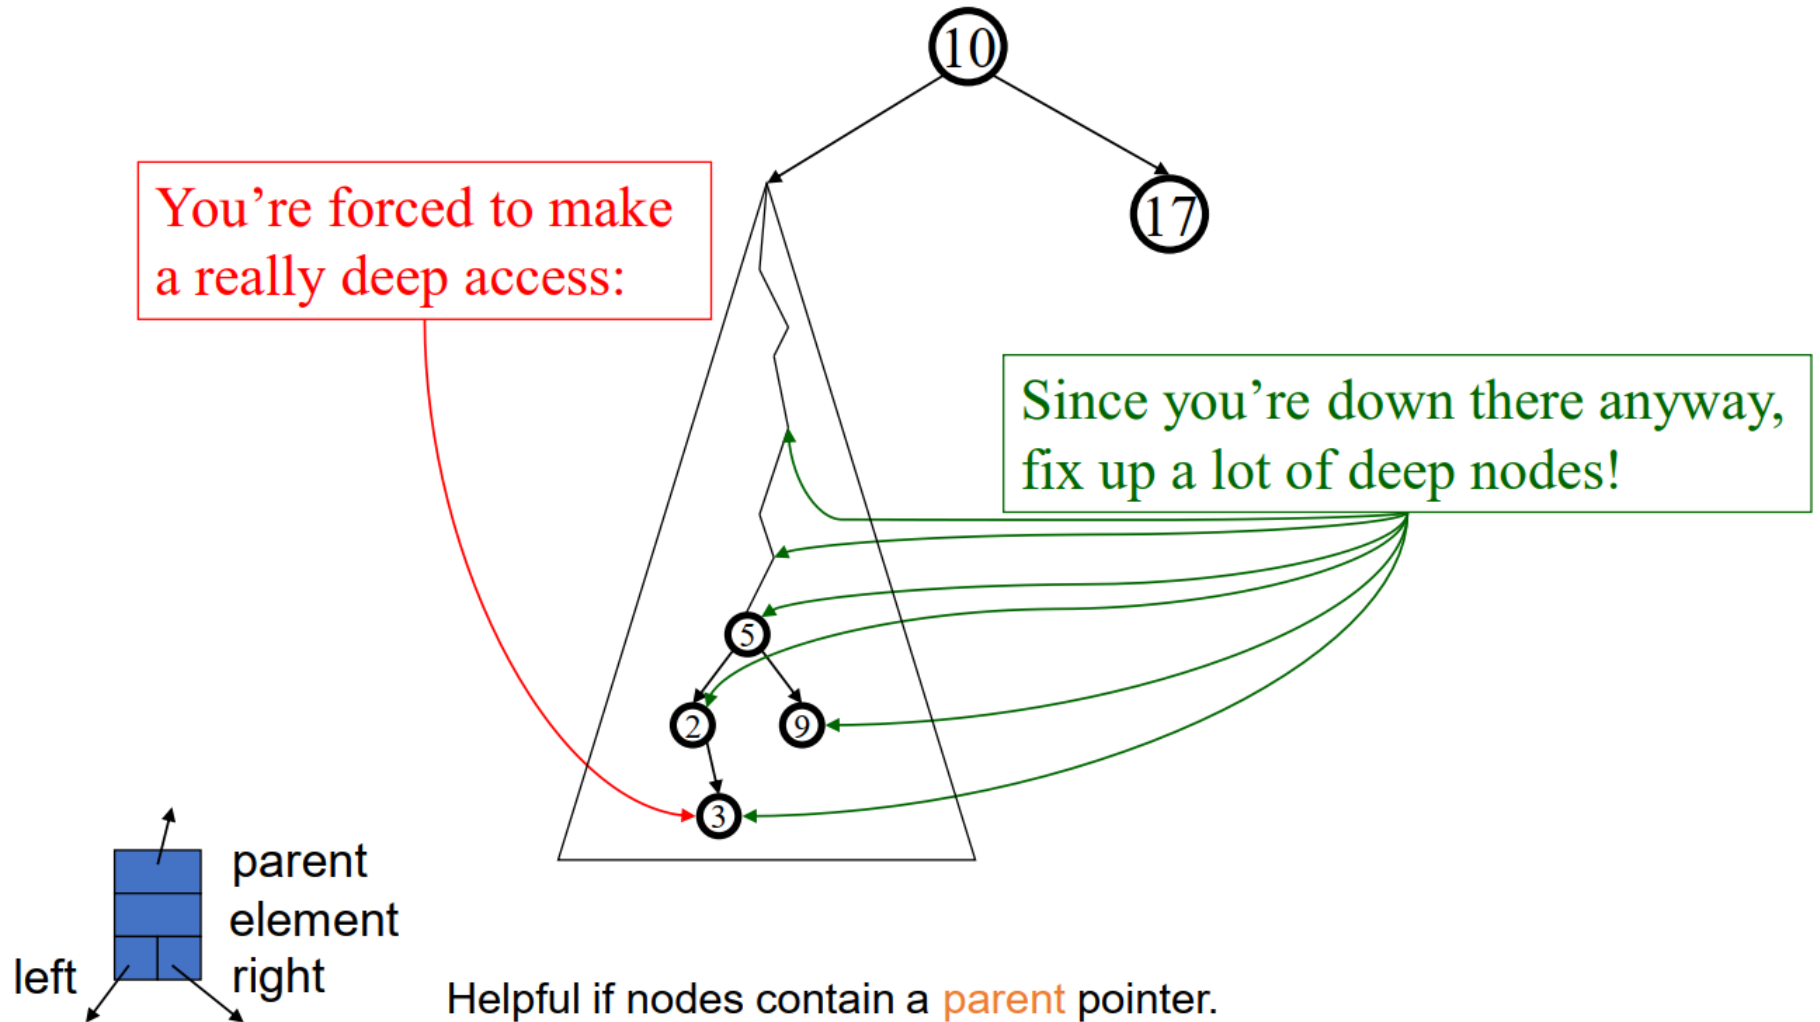 10
17
You’re forced to make
a really deep access:
Since you’re down there anyway,
fix up a lot of deep nodes!
5
2
9
3
parent
element
left
right
Helpful if nodes contain a parent pointer.